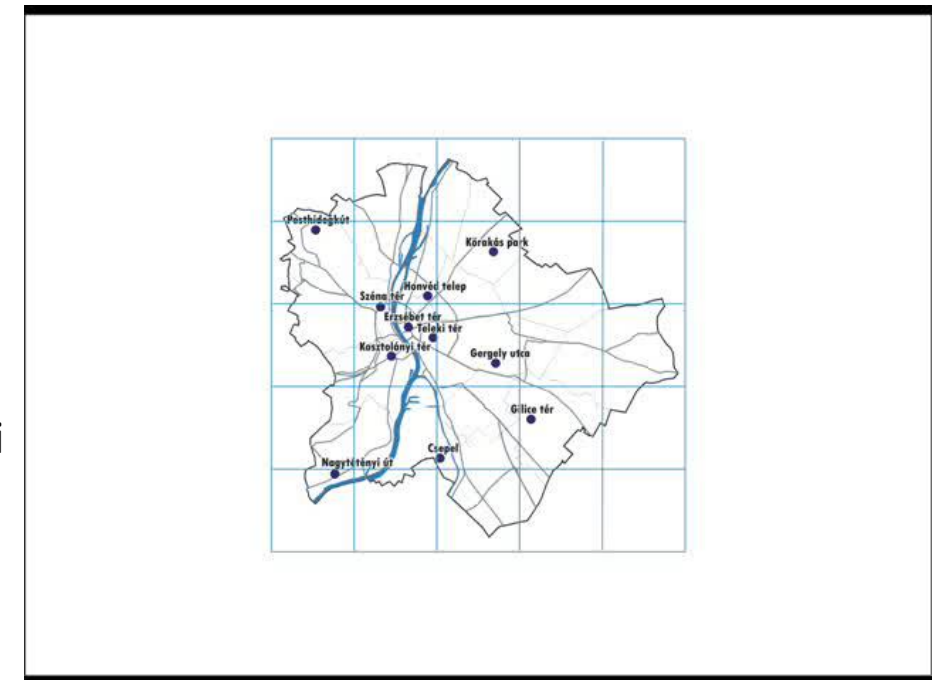 Pesthidegkút
Kőrakás park
Honvéd telep
Széna tér
Erzsébet tér
Teleki tér
Kosztolányi tér
Gergely utca
Gilice tér
Csepel
Nagytétényi út
i